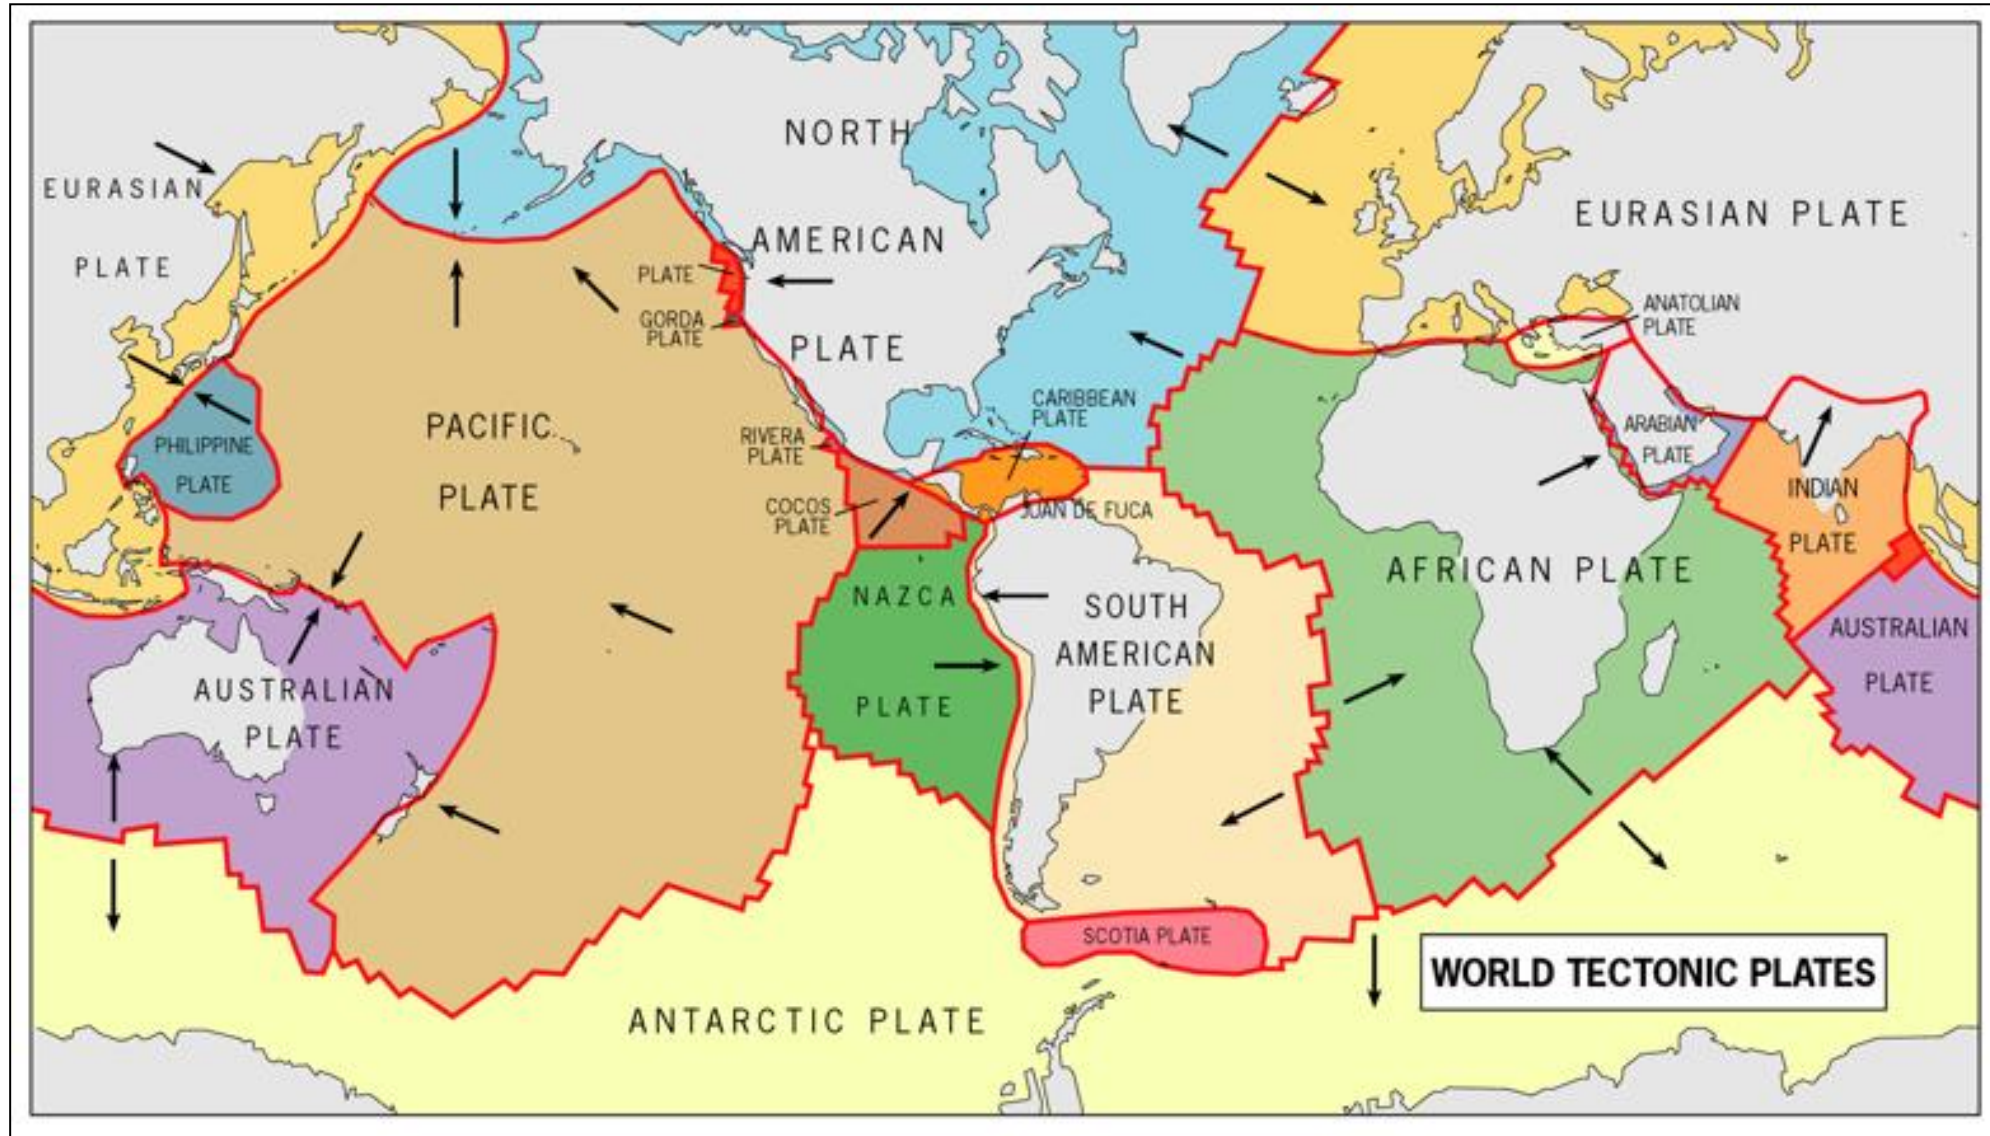 NORTH
AMERICAN
PLATE
EURASIAN
PLATE
EURASIAN PLATE
PLATE
GORDA
PLATE
ANATOLIAN
PLATE
CARIBBEAN
PLATE
ARABIAN
PLATE
PACIFIC
PLATE
PHILIPPINE
PLATE
RIVERA
PLATE
COCOS
PLATE
JUAN DE FUCA
INDIAN
PLATE
AFRICAN PLATE
NAZCA
PLATE
SOUTH
AMERICAN
PLATE
AUSTRALIAN
PLATE
AUSTRALIAN
PLATE
SCOTIA PLATE
WORLD TECTONIC PLATES
ANTARCTIC PLATE